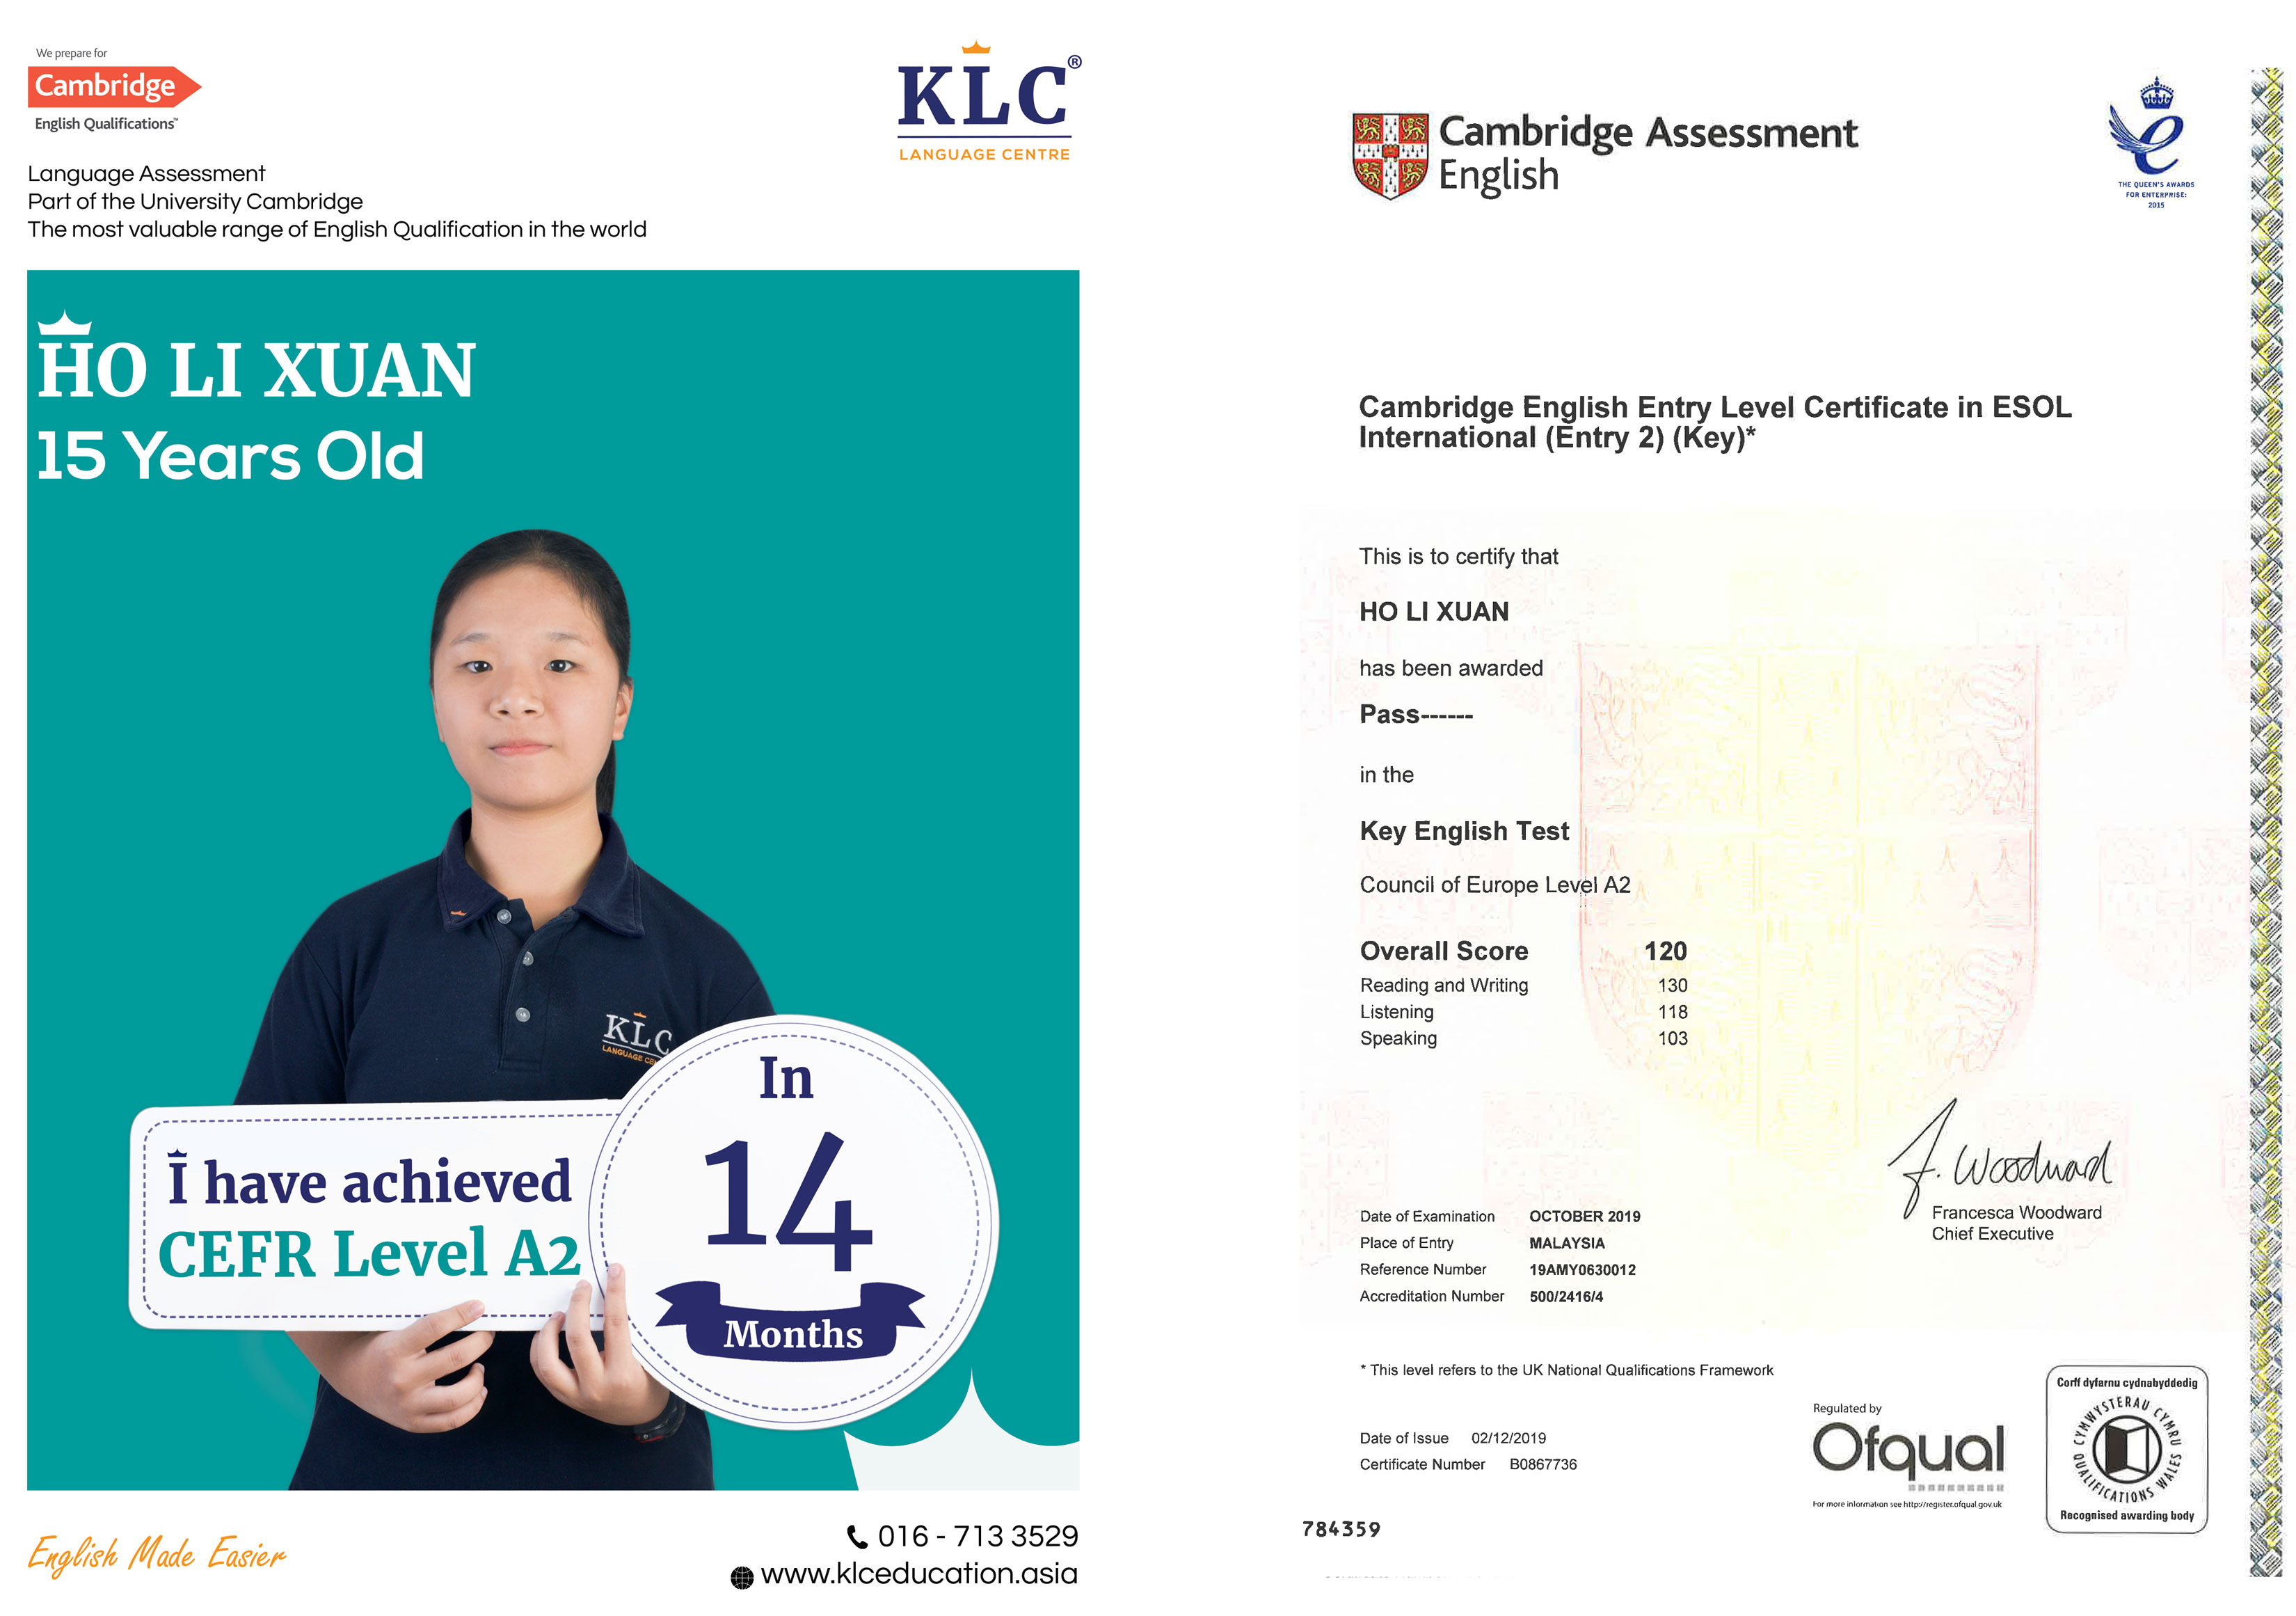 We prepare for
Cambridge
English Qualifications™
Language Assessment
Part of the University Cambridge
The most valuable range of English Qualification in the world
KLC®
LANGUAGE CENTRE
HO LI XUAN
15 Years Old
KLC
LANGUAGE CE
I have achieved
CEFR Level A2
In
14
Months
English Made Easier
016 - 713 3529
www.klceducation.asia
Cambridge Assessment
English
THE QUEEN'S AWARDS
FOR ENTERPRISE:
2015
Cambridge English Entry Level Certificate in ESOL
International (Entry 2) (Key)*
This is to certify that
HO LI XUAN
has been awarded
Pass------
in the
Key English Test
Council of Europe Level A2
Overall Score 120
Reading and Writing 130
Listening 118
Speaking 103
F. Woodward
Francesca Woodward
Chief Executive
Date of Examination OCTOBER 2019
Place of Entry MALAYSIA
Reference Number 19AMY0630012
Accreditation Number 500/2416/4
* This level refers to the UK National Qualifications Framework
Date of Issue 02/12/2019
Certificate Number B0867736
Regulated by
Ofqual
For more information see http://register.ofqual.gov.uk
Corff dyfarnu cydnabyddedig
CYMWYSTERAU CYMRU
QUALIFICATIONS WALES
Recognised awarding body
784359